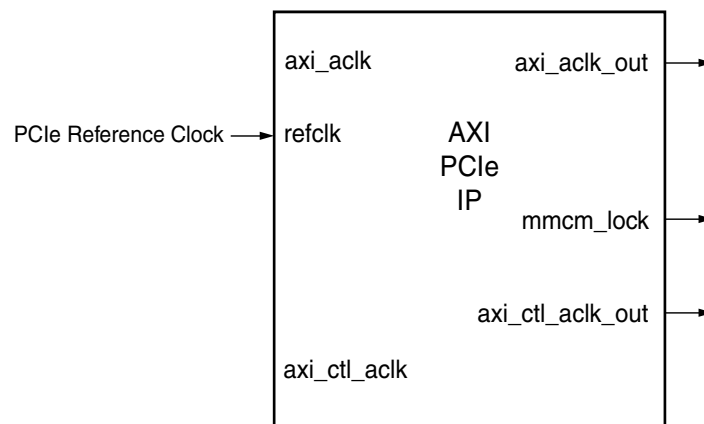 axi_aclk
axi_aclk_out
PCIe Reference Clock
refclk
AXI
PCIe
IP
mmcm_lock
axi_ctl_aclk_out
axi_ctl_aclk